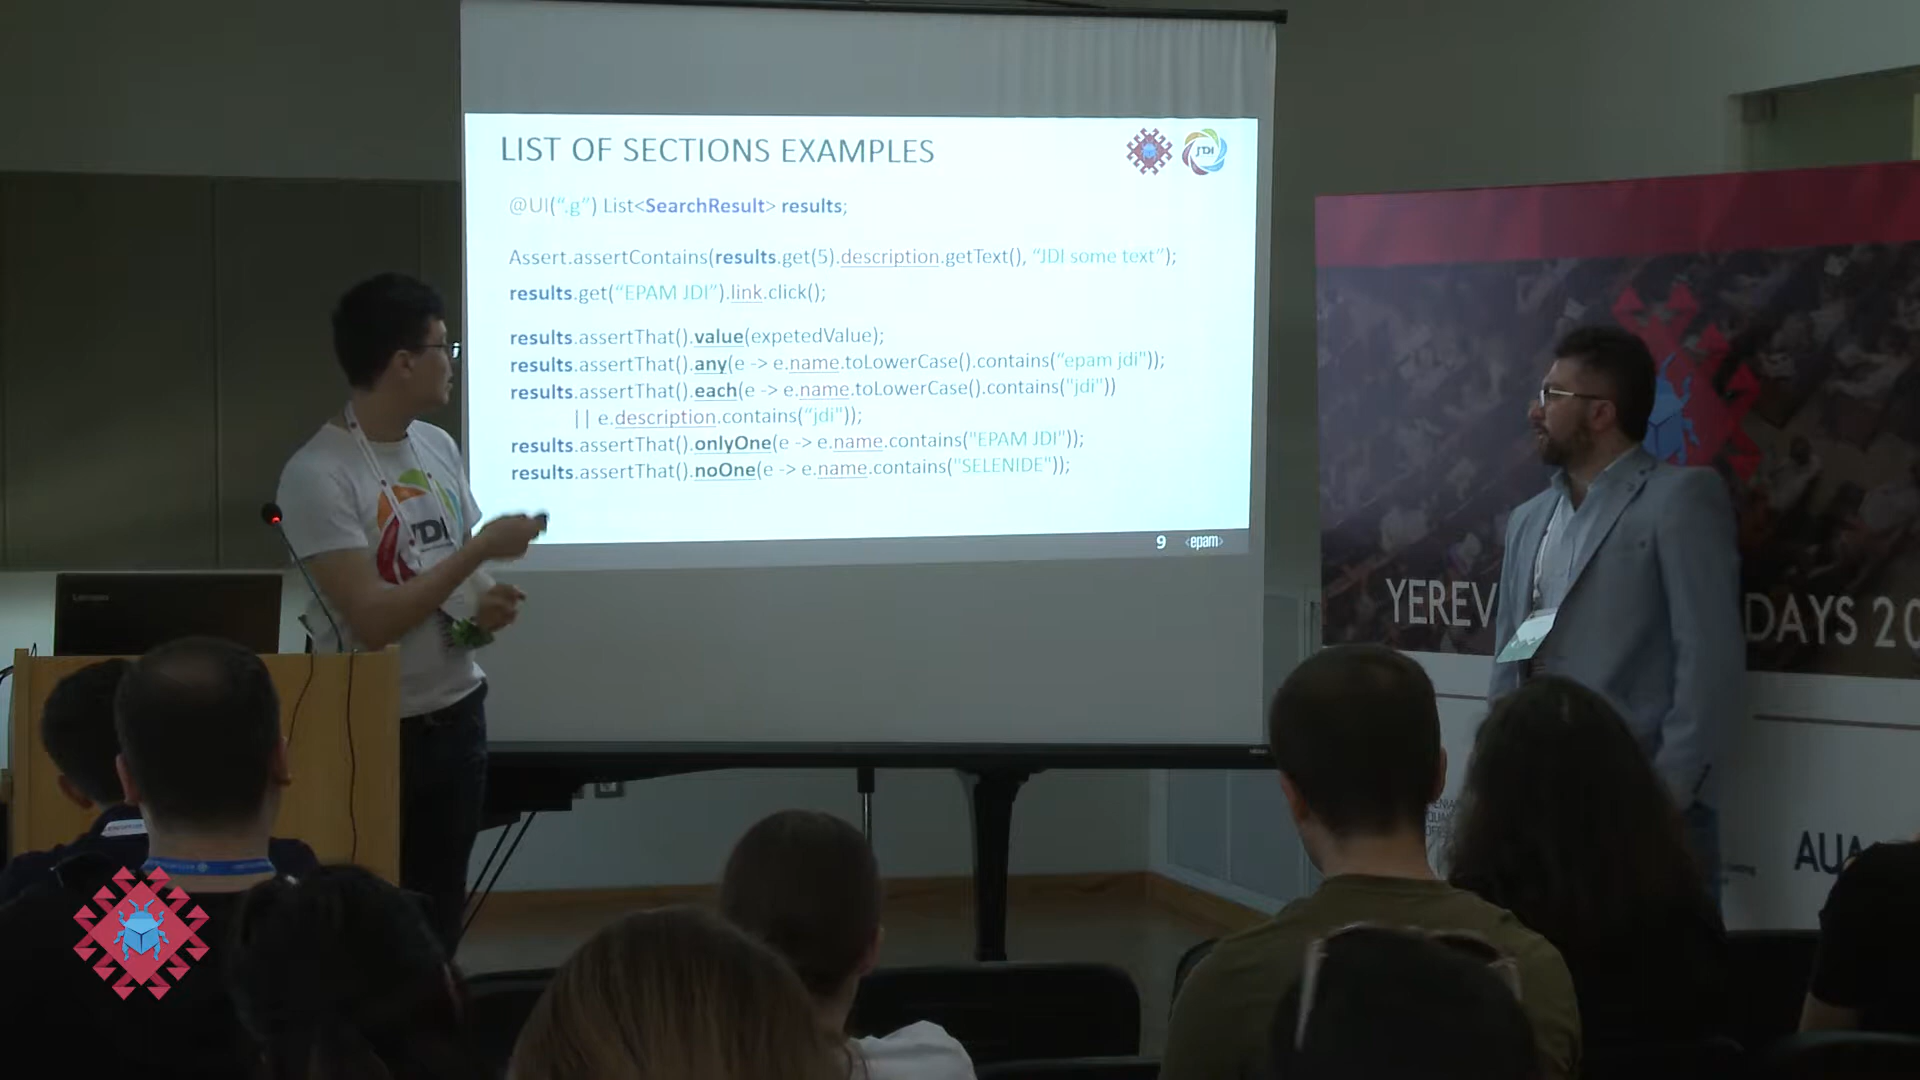 LIST OF SECTIONS EXAMPLES
JDI
@UI(“.g”) List<SearchResult> results;
Assert.assertContains(results.get(5).description.getText(), “JDI some text”);
results.get(“EPAM JDI”).link.click();
results.assertThat().value(expetedValue);
results.assertThat().any(e -> e.name.toLowerCase().contains(“epam jdi"));
results.assertThat().each(e -> e.name.toLowerCase().contains("jdi"))
|| e.description.contains(“jdi"));
results.assertThat().onlyOne(e -> e.name.contains("EPAM JDI"));
results.assertThat().noOne(e -> e.name.contains("SELENIDE"));
9 <epam>
JDI
Lenovo
YEREV
DAYS 20
AUA